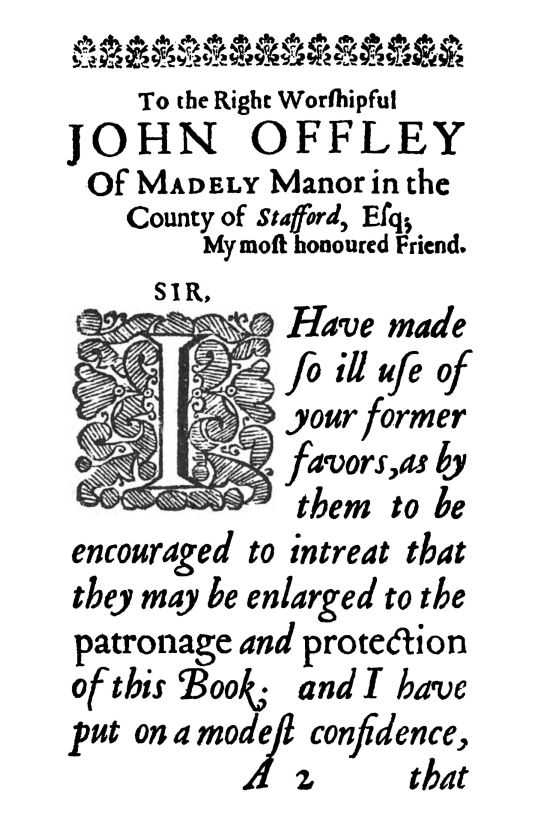 To the Right Worſhipful
JOHN OFFLEY
Of MADELY Manor in the
County of Stafford, Eſq;
My moſt honoured Friend.
SIR,
I Have made
ſo ill uſe of
your former
favors, as by
them to be
encouraged to intreat that
they may be enlarged to the
patronage and protection
of this Book; and I have
put on a modeſt confidence,
A 2 that